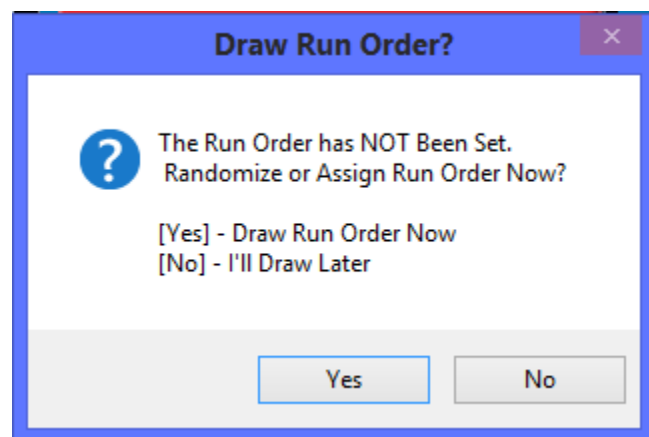 Draw Run Order?
The Run Order has NOT Been Set.
Randomize or Assign Run Order Now?
[Yes] - Draw Run Order Now
[No] - I'll Draw Later
Yes
No